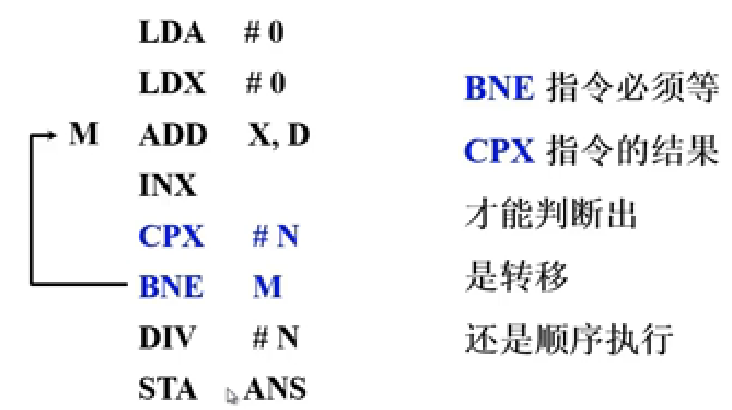 LDA # 0
LDX # 0
M ADD X, D
INX
CPX # N
BNE M
DIV # N
STA ANS
BNE 指令必须等
CPX 指令的结果
才能判断出
是转移
还是顺序执行